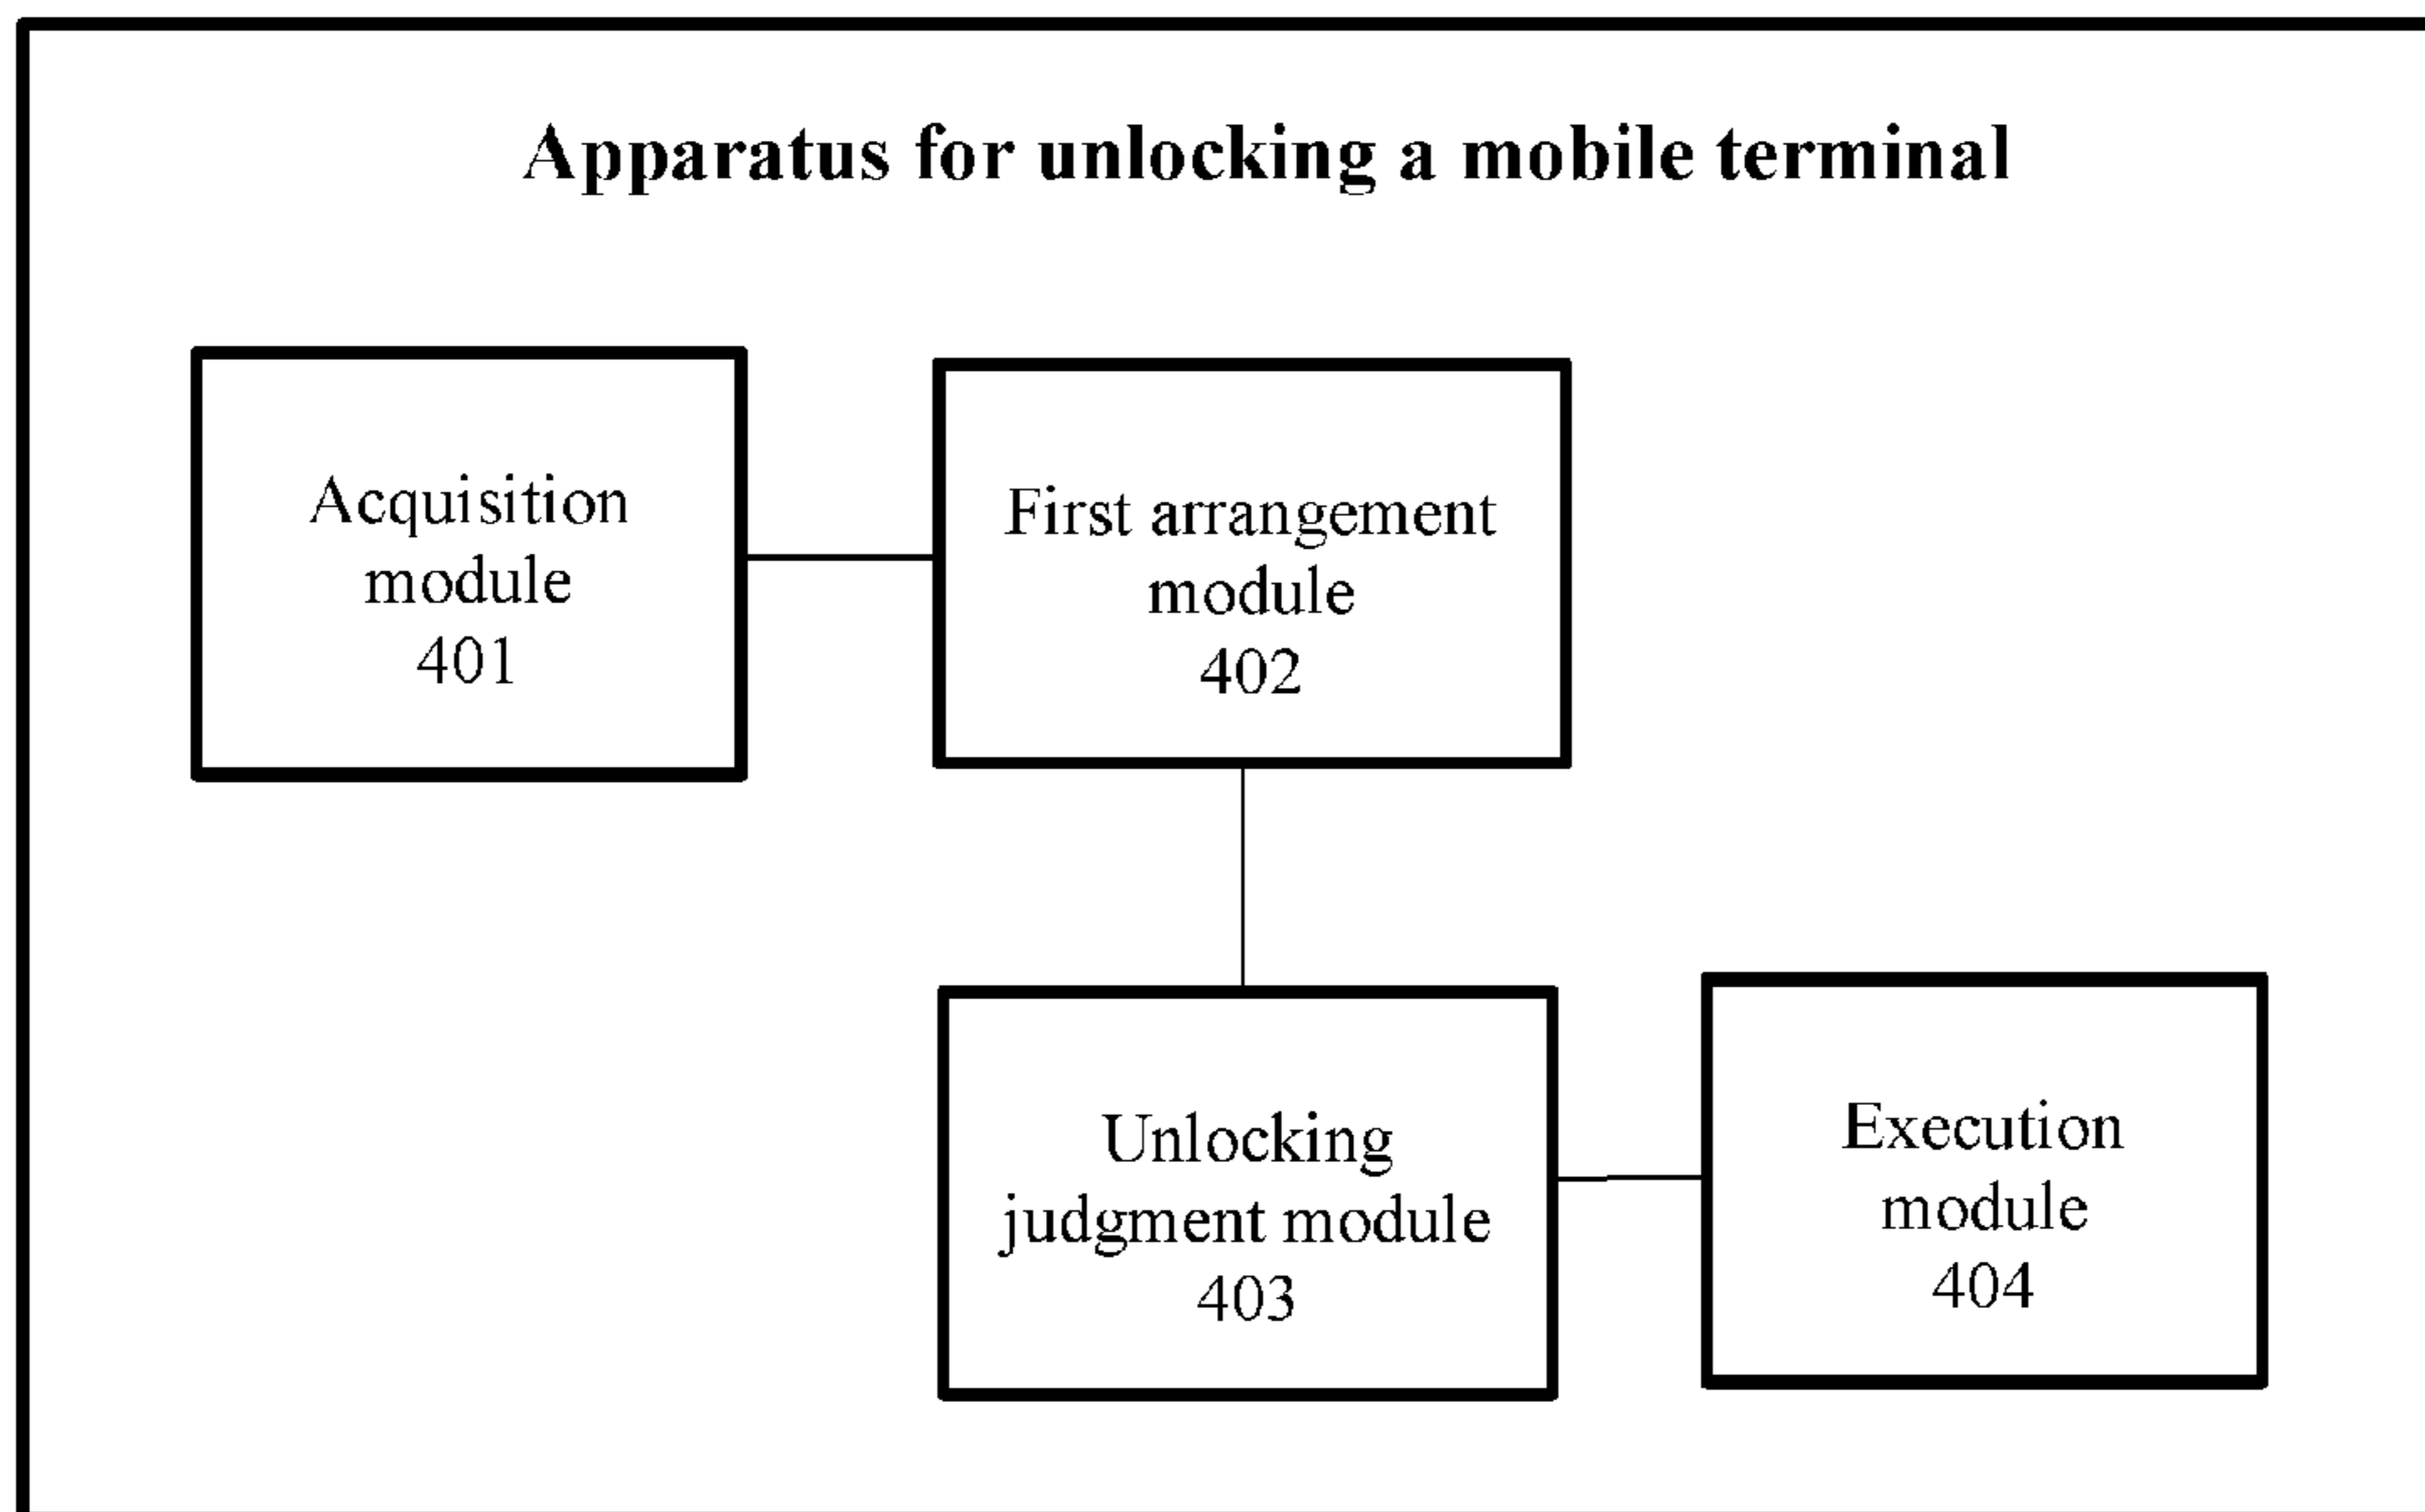 Apparatus for unlocking a mobile terminal
Acquisition
module
401
First arrangement
module
402
Unlocking
judgment module
403
Execution
module
404